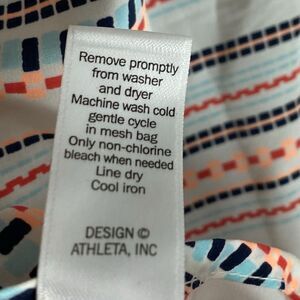 Remove promptly
from washer
and dryer
Machine wash cold
gentle cycle
in mesh bag
Only non-chlorine
bleach when needed
Line dry
Cool iron
DESIGN ©
ATHLETA, INC